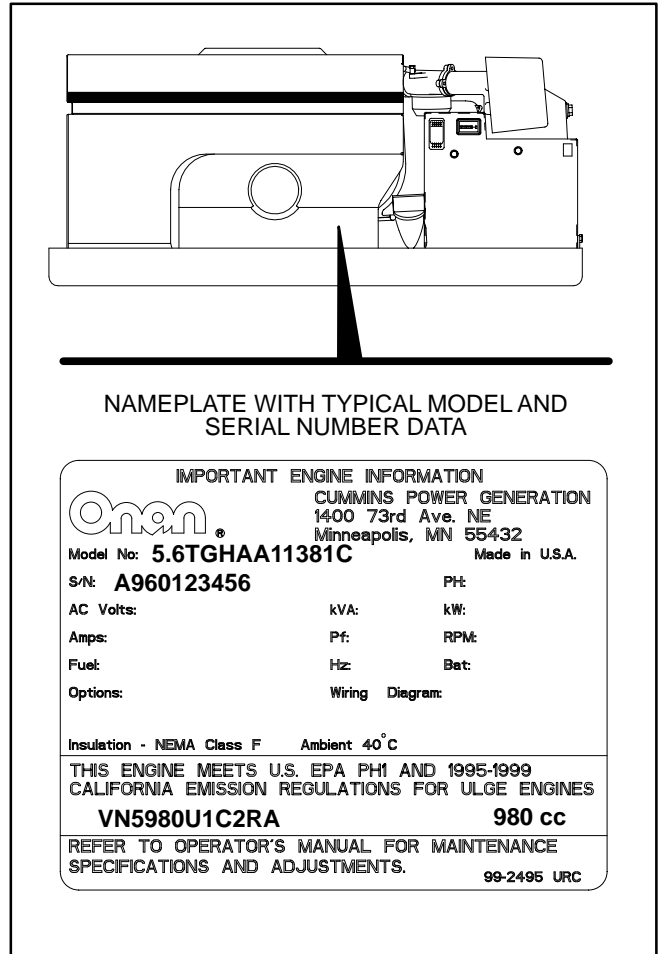 NAMEPLATE WITH TYPICAL MODEL AND
SERIAL NUMBER DATA
IMPORTANT ENGINE INFORMATION
Onan ®
CUMMINS POWER GENERATION
1400 73rd Ave. NE
Minneapolis, MN 55432
Model No: 5.6TGHAA11381C Made in U.S.A.
S/N: A960123456 PH:
AC Volts: kVA: kW:
Amps: Pf: RPM:
Fuel: Hz: Bat:
Options: Wiring Diagram:
Insulation - NEMA Class F Ambient 40°C
THIS ENGINE MEETS U.S. EPA PH1 AND 1995-1999
CALIFORNIA EMISSION REGULATIONS FOR ULGE ENGINES
VN5980U1C2RA 980 cc
REFER TO OPERATOR'S MANUAL FOR MAINTENANCE
SPECIFICATIONS AND ADJUSTMENTS.
99-2495 URC